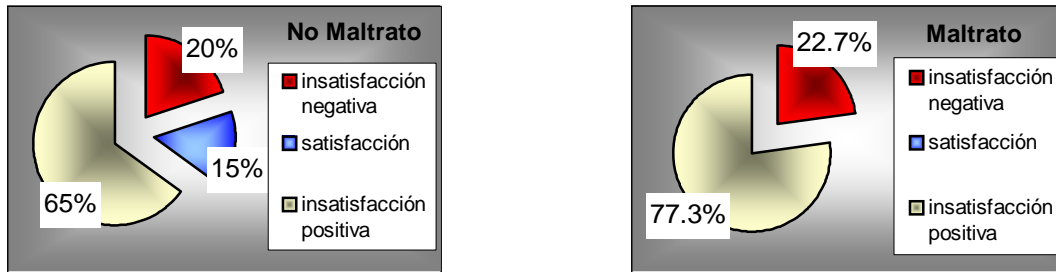 No Maltrato
20%
15%
65%
insatisfacción
negativa
satisfacción
insatisfacción
positiva
Maltrato
22.7%
77.3%
insatisfacción
negativa
satisfacción
insatisfacción
positiva